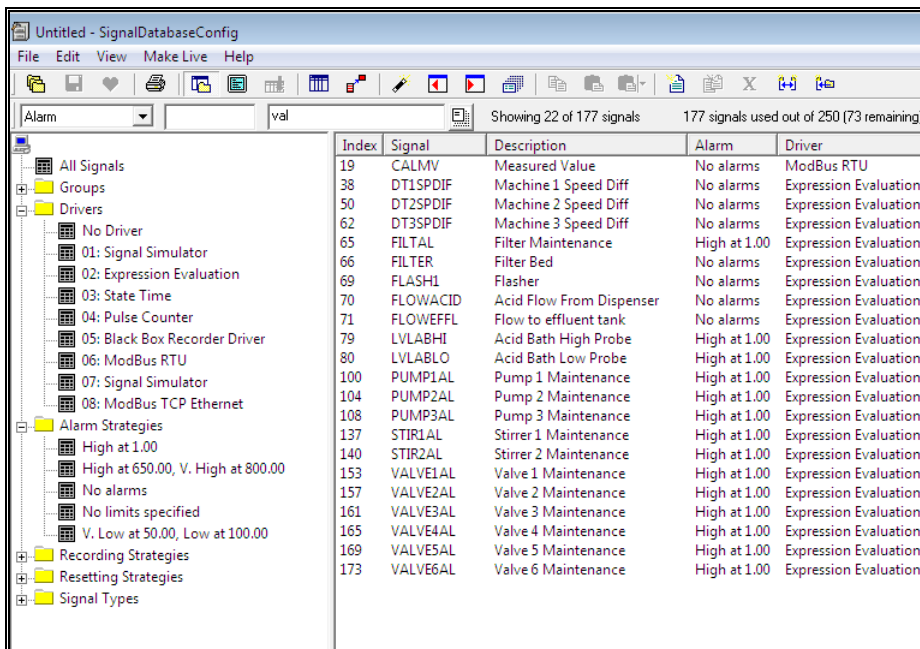 Untitled - SignalDatabaseConfig
File Edit View Make Live Help
Alarm val Showing 22 of 177 signals 177 signals used out of 250 (73 remaining)
All Signals
Groups
Drivers
No Driver
01: Signal Simulator
02: Expression Evaluation
03: State Time
04: Pulse Counter
05: Black Box Recorder Driver
06: ModBus RTU
07: Signal Simulator
08: ModBus TCP Ethernet
Alarm Strategies
High at 1.00
High at 650.00, V. High at 800.00
No alarms
No limits specified
V. Low at 50.00, Low at 100.00
Recording Strategies
Resetting Strategies
Signal Types
Index Signal Description Alarm Driver
19 CALMV Measured Value No alarms ModBus RTU
38 DT1SPDIF Machine 1 Speed Diff No alarms Expression Evaluation
50 DT2SPDIF Machine 2 Speed Diff No alarms Expression Evaluation
62 DT3SPDIF Machine 3 Speed Diff No alarms Expression Evaluation
65 FILTAL Filter Maintenance High at 1.00 Expression Evaluation
66 FILTER Filter Bed No alarms Expression Evaluation
69 FLASH1 Flasher No alarms Expression Evaluation
70 FLOWACID Acid Flow From Dispenser No alarms Expression Evaluation
71 FLOWEFFL Flow to effluent tank No alarms Expression Evaluation
79 LVLABHI Acid Bath High Probe High at 1.00 Expression Evaluation
80 LVLABLO Acid Bath Low Probe High at 1.00 Expression Evaluation
100 PUMP1AL Pump 1 Maintenance High at 1.00 Expression Evaluation
104 PUMP2AL Pump 2 Maintenance High at 1.00 Expression Evaluation
108 PUMP3AL Pump 3 Maintenance High at 1.00 Expression Evaluation
137 STIR1AL Stirrer 1 Maintenance High at 1.00 Expression Evaluation
140 STIR2AL Stirrer 2 Maintenance High at 1.00 Expression Evaluation
153 VALVE1AL Valve 1 Maintenance High at 1.00 Expression Evaluation
157 VALVE2AL Valve 2 Maintenance High at 1.00 Expression Evaluation
161 VALVE3AL Valve 3 Maintenance High at 1.00 Expression Evaluation
165 VALVE4AL Valve 4 Maintenance High at 1.00 Expression Evaluation
169 VALVE5AL Valve 5 Maintenance High at 1.00 Expression Evaluation
173 VALVE6AL Valve 6 Maintenance High at 1.00 Expression Evaluation